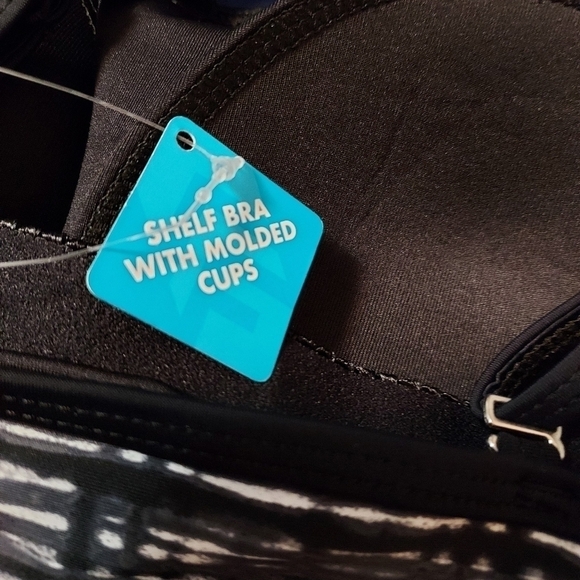 SHELF BRA
WITH MOLDED
CUPS